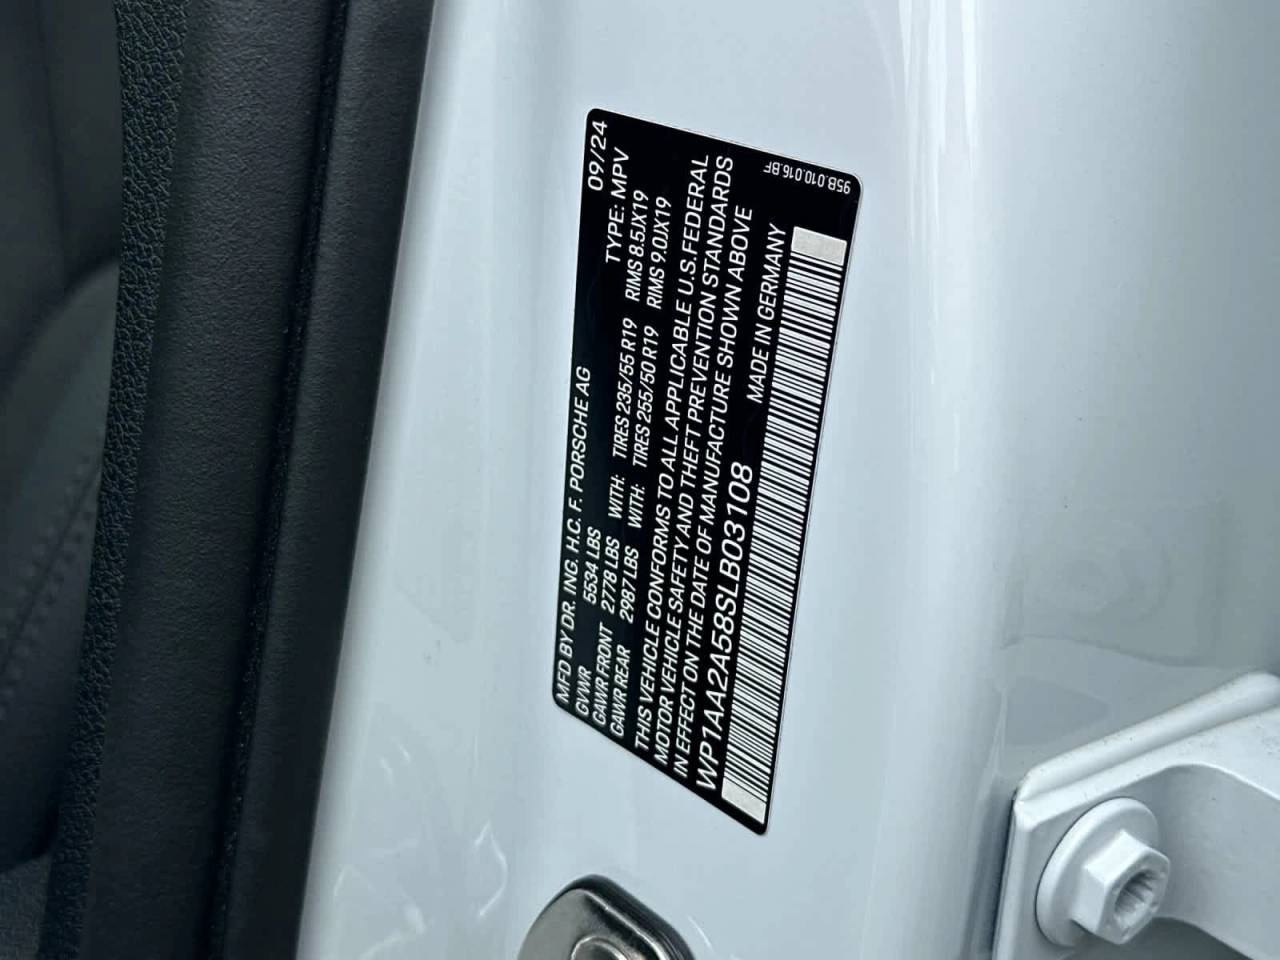 MFD BY DR. ING. H.C. F. PORSCHE AG 09/24
GVWR 5534 LBS TYPE: MPV
GAWR FRONT 2778 LBS WITH: TIRES 235/55 R19 RIMS 8.5JX19
GAWR REAR 2987 LBS WITH: TIRES 255/50 R19 RIMS 9.0JX19
THIS VEHICLE CONFORMS TO ALL APPLICABLE U.S.FEDERAL
MOTOR VEHICLE SAFETY AND THEFT PREVENTION STANDARDS
IN EFFECT ON THE DATE OF MANUFACTURE SHOWN ABOVE
WP1AA2A58SLB03108 MADE IN GERMANY
95B.010.016.BF